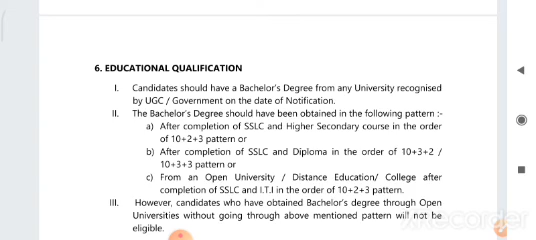 6. EDUCATIONAL QUALIFICATION
I. Candidates should have a Bachelor's Degree from any University recognised
by UGC / Government on the date of Notification.
II. The Bachelor's Degree should have been obtained in the following pattern :-
a) After completion of SSLC and Higher Secondary course in the order
of 10+2+3 pattern or
b) After completion of SSLC and Diploma in the order of 10+3+2 /
10+3+3 pattern or
c) From an Open University / Distance Education/ College after
completion of SSLC and I.T.I in the order of 10+2+3 pattern.
III. However, candidates who have obtained Bachelor's degree through Open
Universities without going through above mentioned pattern will not be
eligible.